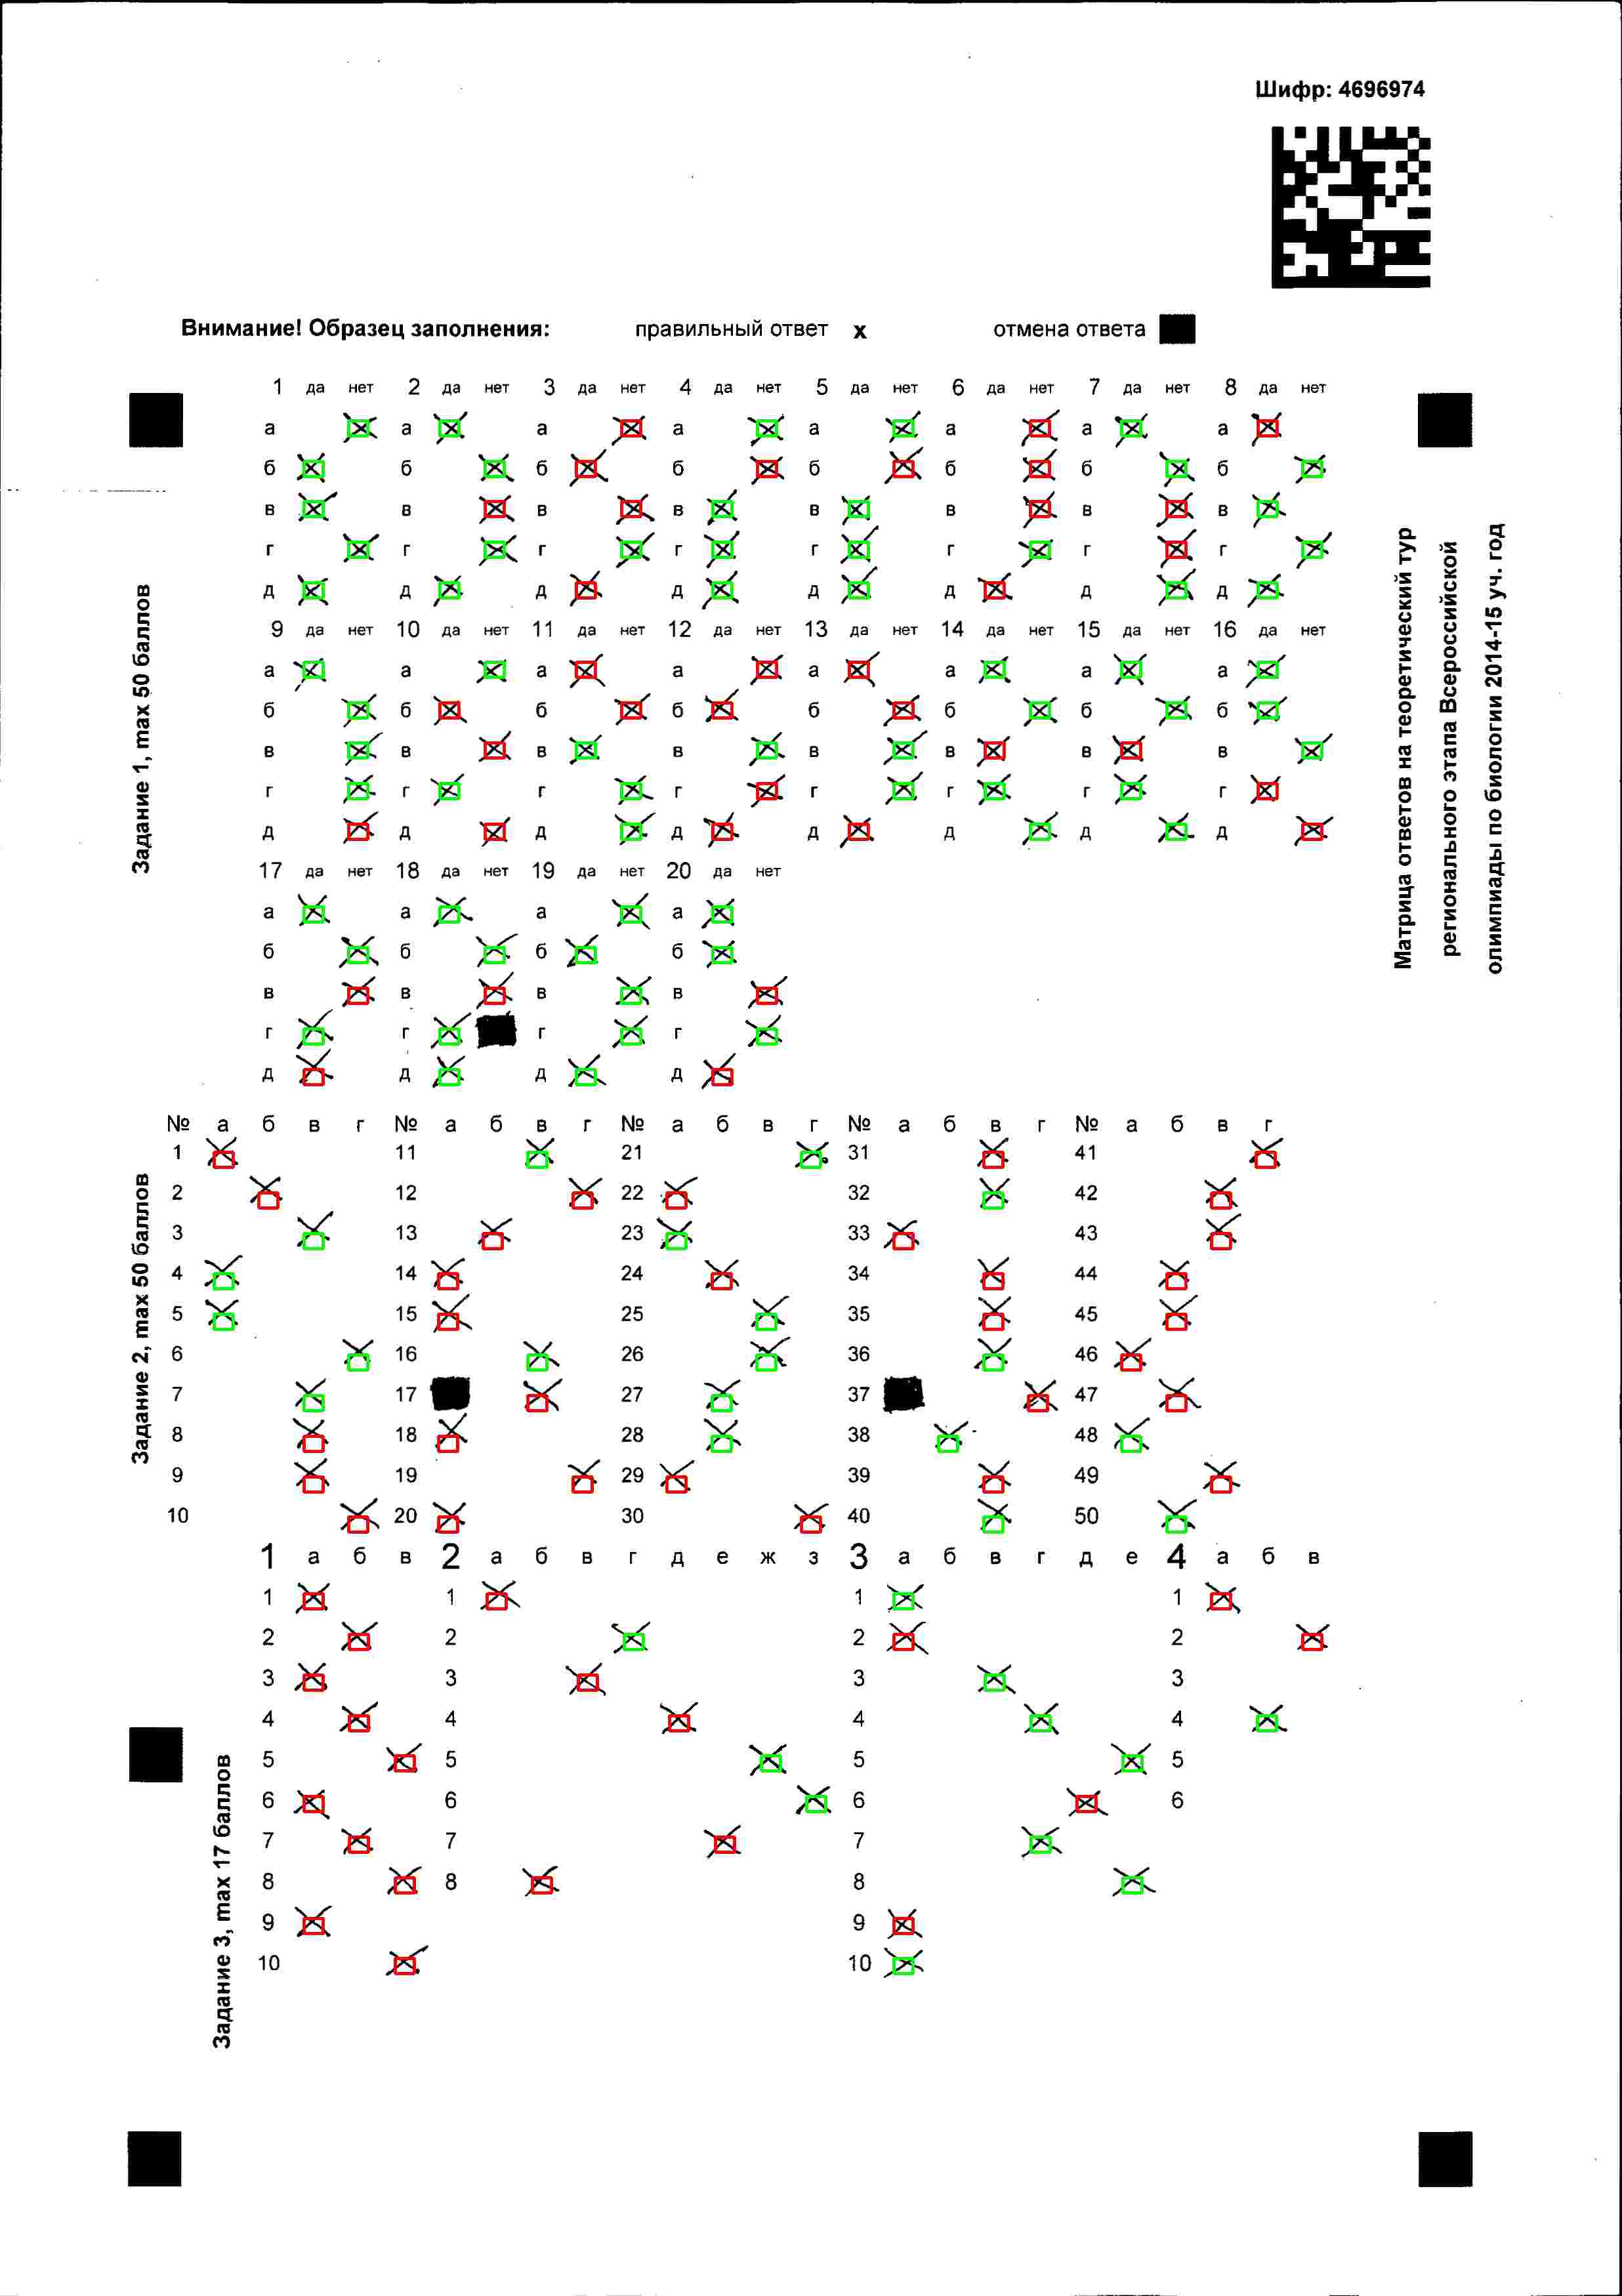 Шифр: 4696974
Внимание! Образец заполнения: правильный ответ х отмена ответа
1 да нет 2 да нет 3 да нет 4 да нет 5 да нет 6 да нет 7 да нет 8 да нет
а а а а а а а а
б б б б б б б б
в в в в в в в в
г г г г г г г г
д д д д д д д д
9 да нет 10 да нет 11 да нет 12 да нет 13 да нет 14 да нет 15 да нет 16 да нет
а а а а а а а а
б б б б б б б б
в в в в в в в в
г г г г г г г г
д д д д д д д д
17 да нет 18 да нет 19 да нет 20 да нет
а а а а
б б б б
в в в в
г г г г
д д д д
№ а б в г № а б в г № а б в г № а б в г № а б в г
1 11 21 31 41
2 12 22 32 42
3 13 23 33 43
4 14 24 34 44
5 15 25 35 45
6 16 26 36 46
7 17 27 37 47
8 18 28 38 48
9 19 29 39 49
10 20 30 40 50
1 а б в 2 а б в г д е ж з 3 а б в г д е 4 а б в
1 1 1 1
2 2 2 2
3 3 3 3
4 4 4 4
5 5 5 5
6 6 6 6
7 7 7
8 8 8
9 9
10 10
Задание 1, max 50 баллов
Задание 2, max 50 баллов
Задание 3, max 17 баллов
Матрица ответов на теоретический тур
регионального этапа Всероссийской
олимпиады по биологии 2014-15 уч. год